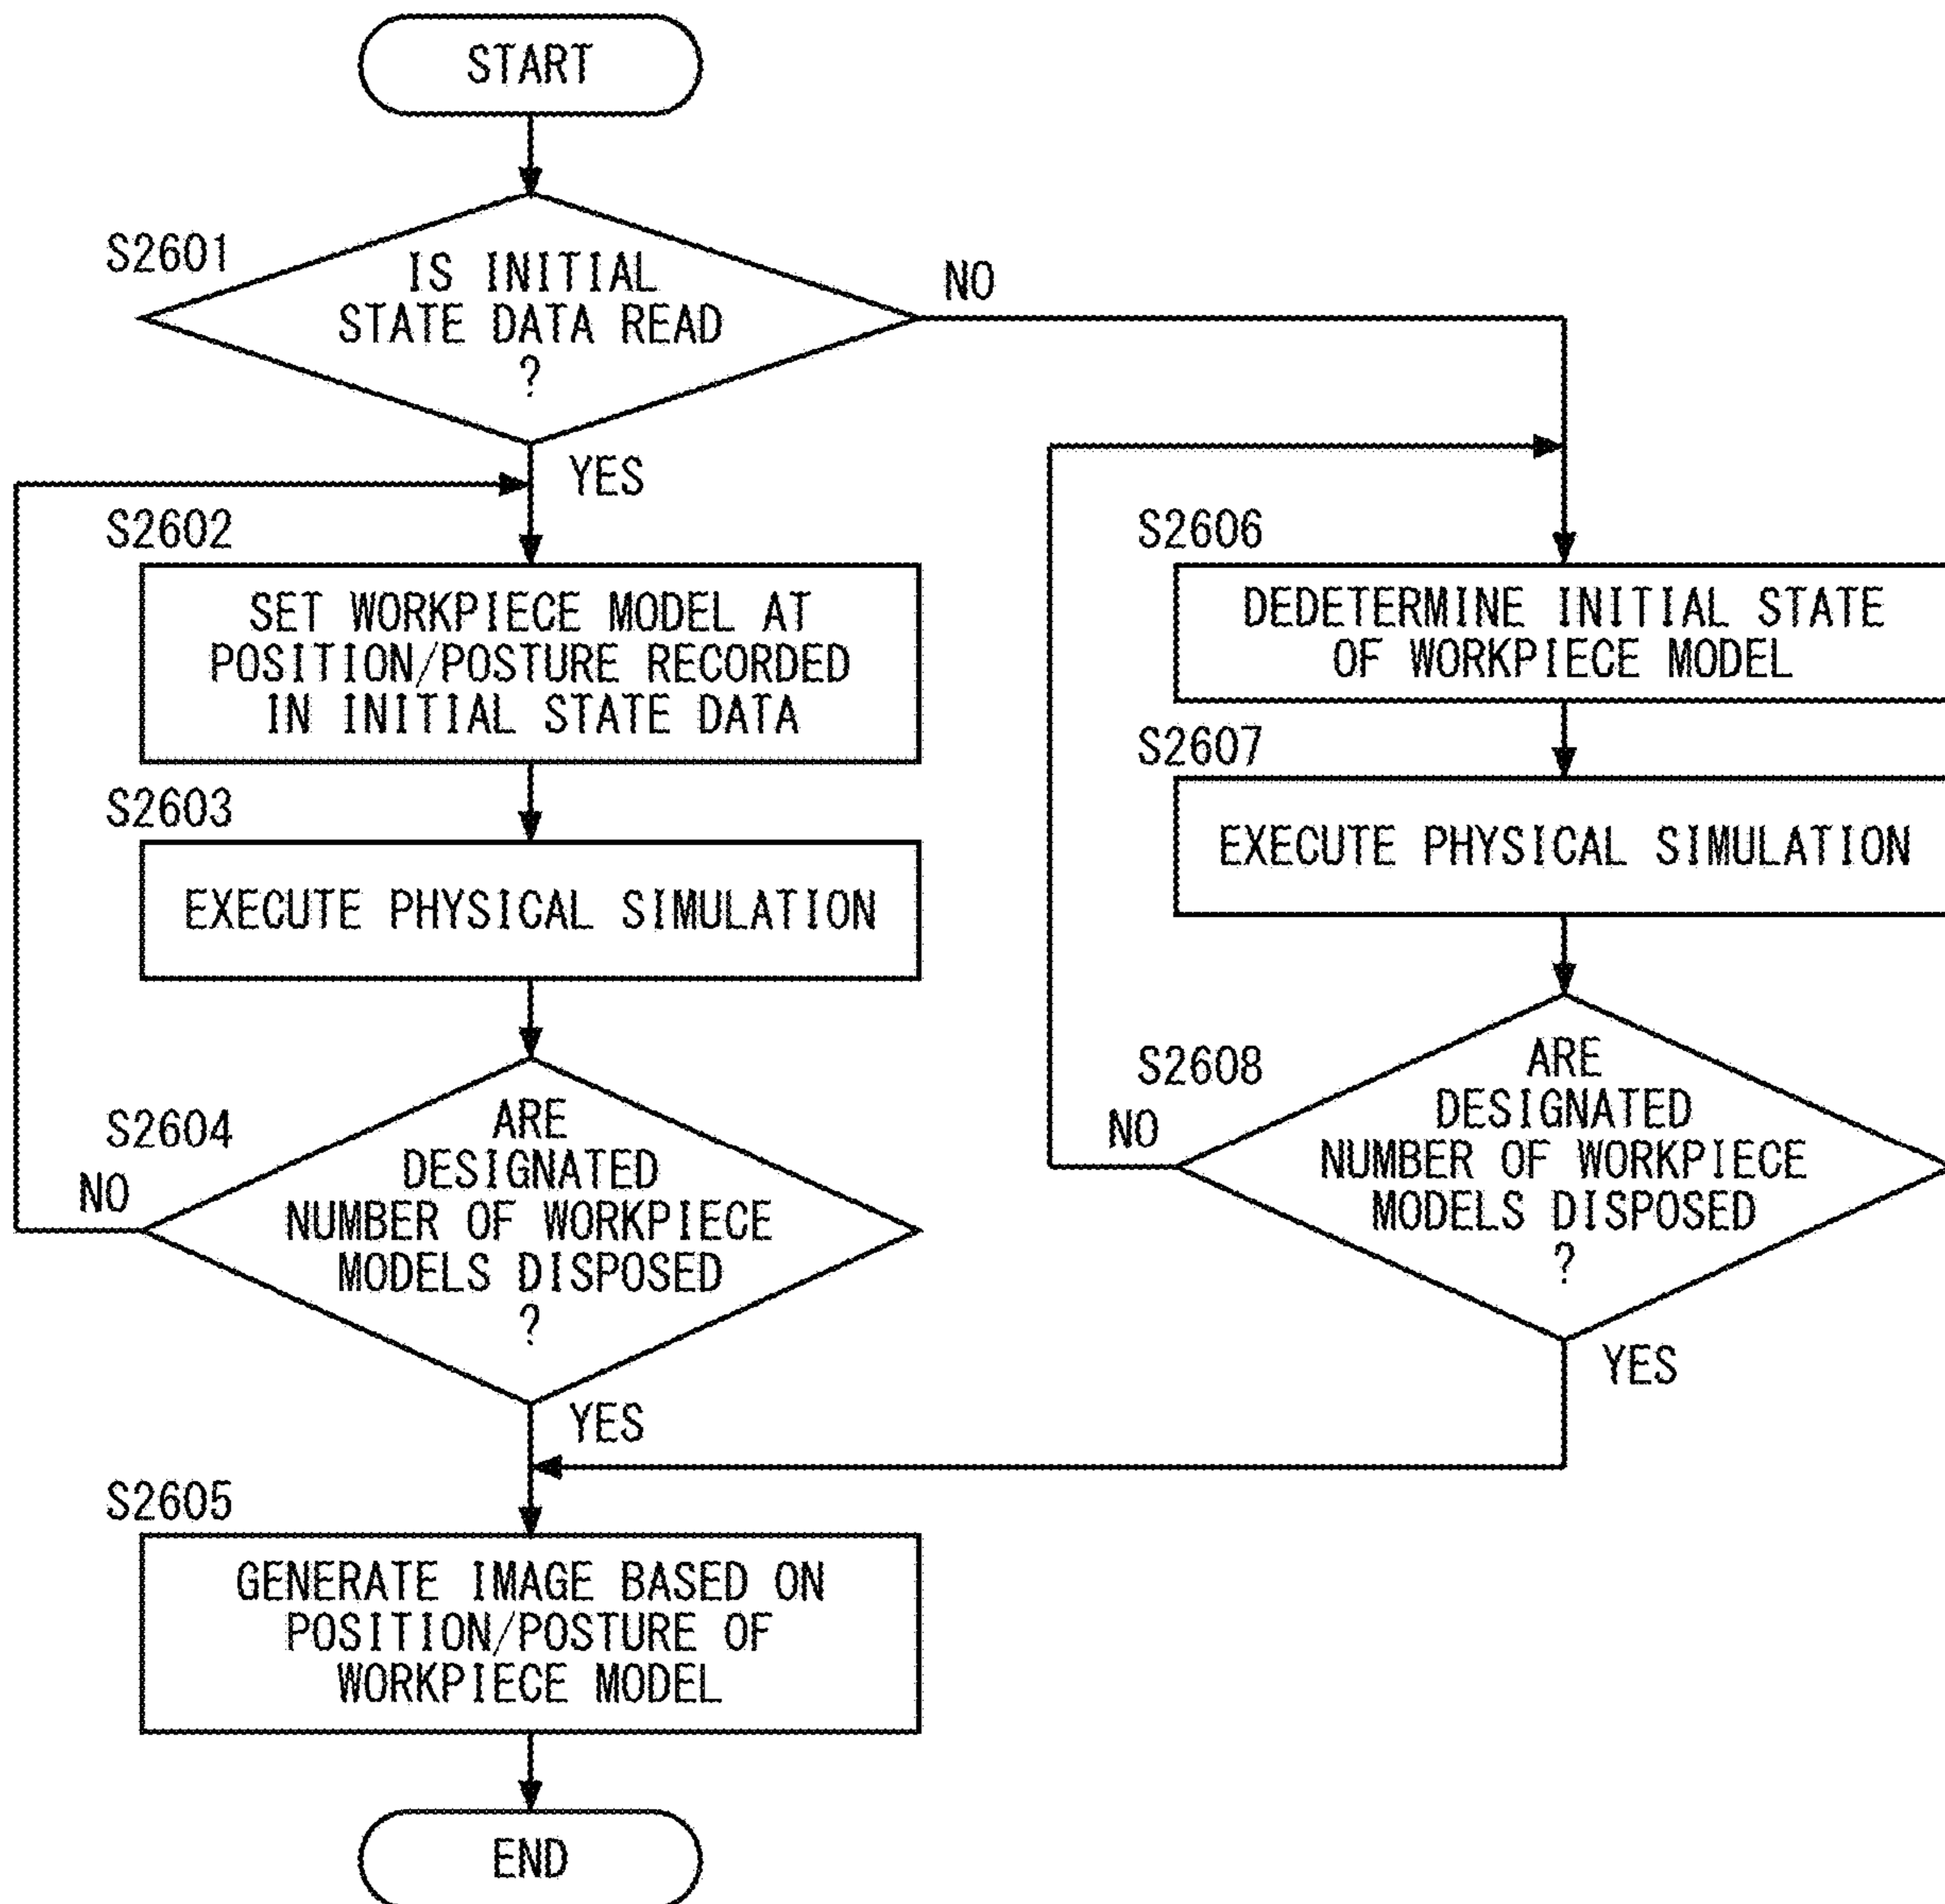 START
S2601
IS INITIAL
STATE DATA READ
?
NO
YES
S2602
SET WORKPIECE MODEL AT
POSITION/POSTURE RECORDED
IN INITIAL STATE DATA
S2603
EXECUTE PHYSICAL SIMULATION
S2604
ARE
DESIGNATED
NUMBER OF WORKPIECE
MODELS DISPOSED
?
NO
YES
S2605
GENERATE IMAGE BASED ON
POSITION/POSTURE OF
WORKPIECE MODEL
END
S2606
DEDETERMINE INITIAL STATE
OF WORKPIECE MODEL
S2607
EXECUTE PHYSICAL SIMULATION
S2608
ARE
DESIGNATED
NUMBER OF WORKPIECE
MODELS DISPOSED
?
NO
YES